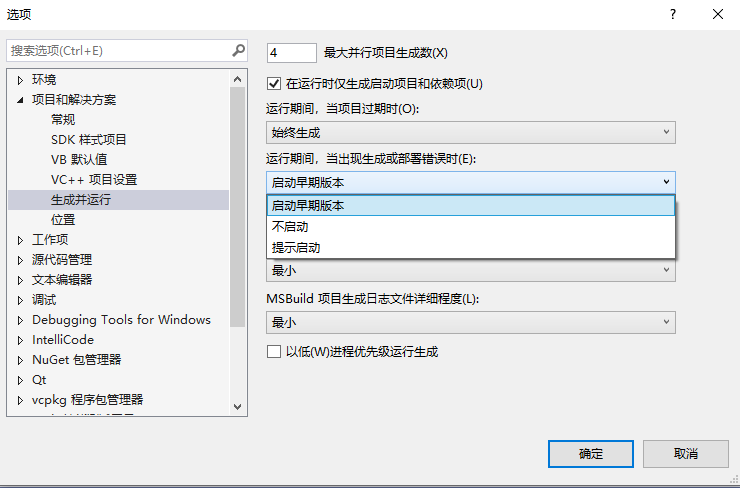 选项
?
搜索选项(Ctrl+E)
环境
项目和解决方案
常规
SDK 样式项目
VB 默认值
VC++ 项目设置
生成并运行
位置
工作项
源代码管理
文本编辑器
调试
Debugging Tools for Windows
IntelliCode
NuGet 包管理器
Qt
vcpkg 程序包管理器
4 最大并行项目生成数(X)
在运行时仅生成启动项目和依赖项(U)
运行期间，当项目过期时(O):
始终生成
运行期间，当出现生成或部署错误时(E):
启动早期版本
启动早期版本
不启动
提示启动
最小
MSBuild 项目生成日志文件详细程度(L):
最小
以低(W)进程优先级运行生成
确定
取消